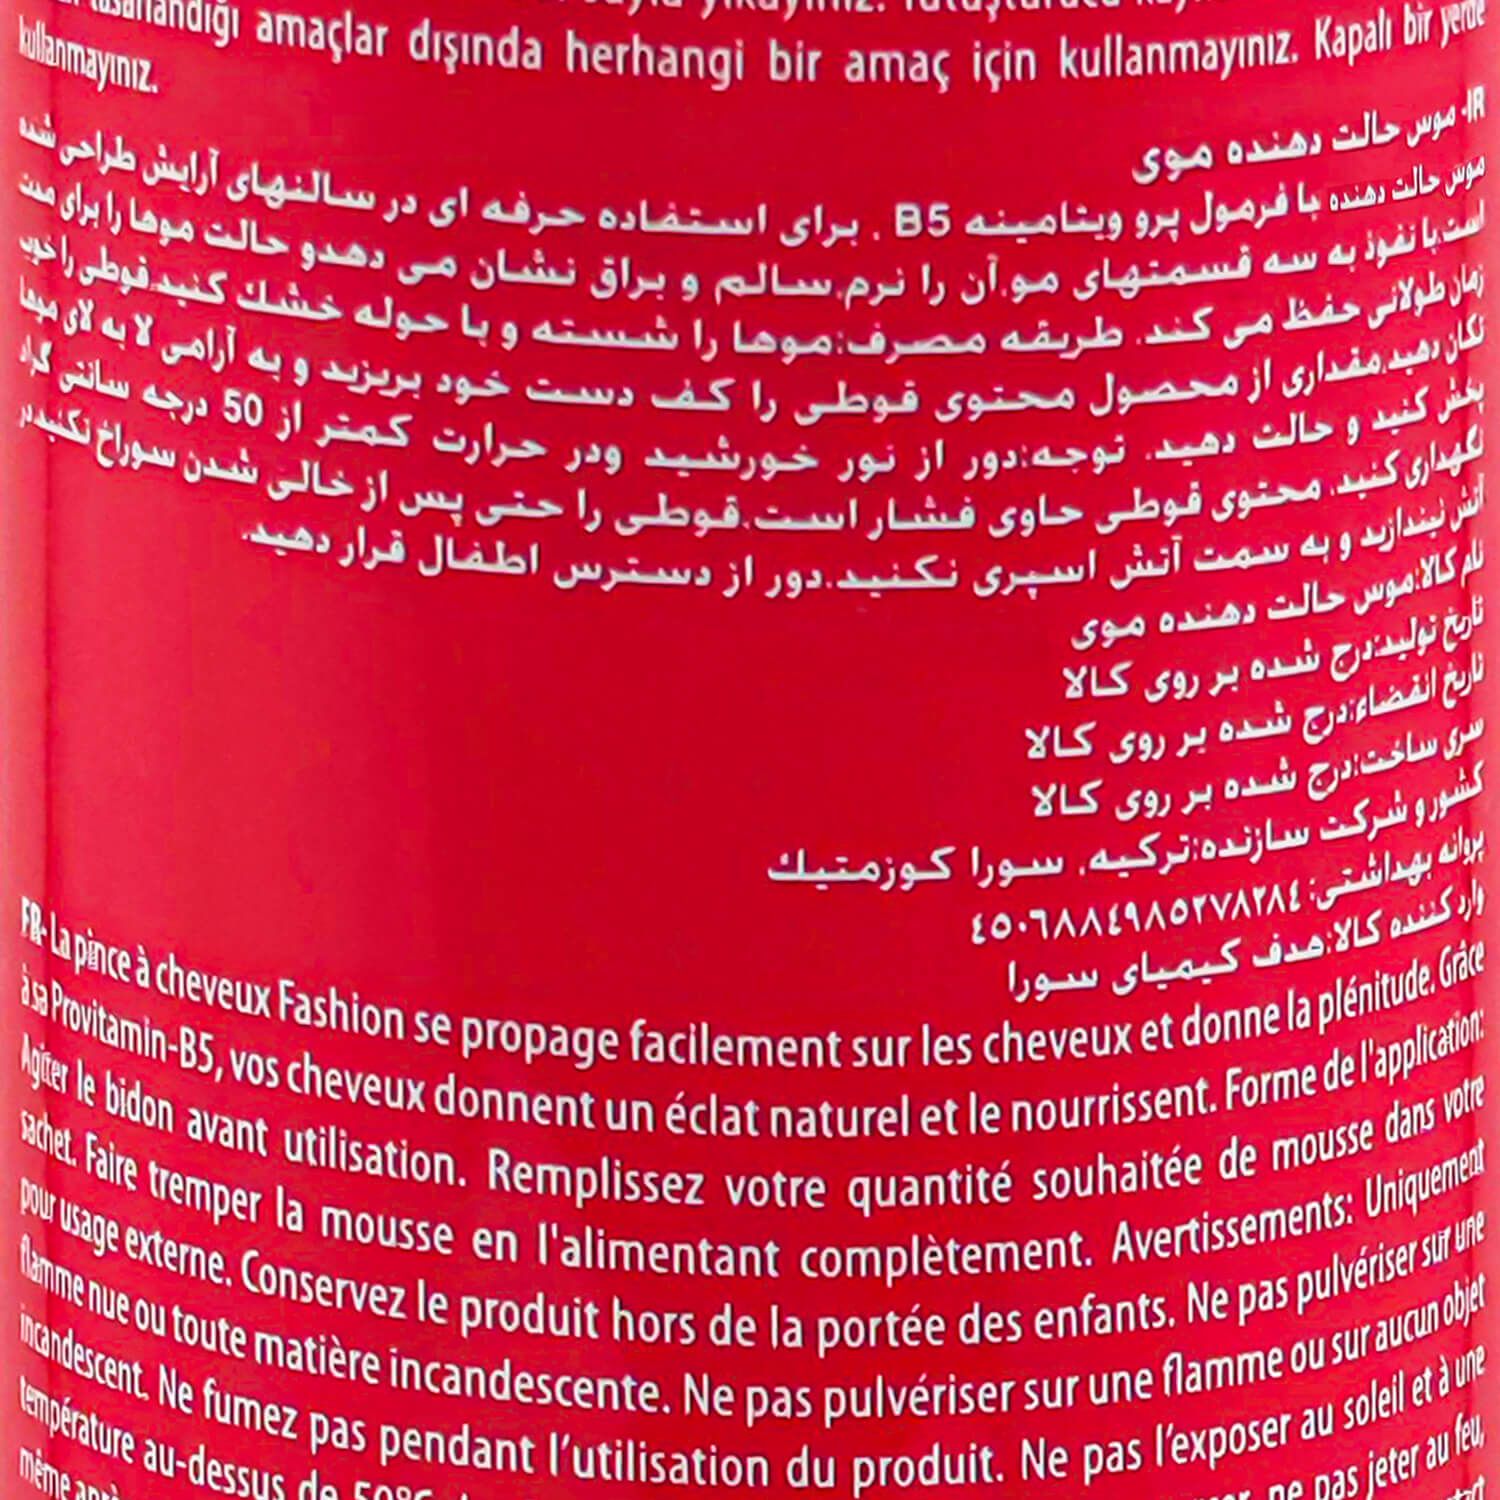 tasarlandığı amaçlar dışında herhangi bir amaç için kullanmayınız. Kapalı bir yerde
kullanmayınız.
IR- موس حالت دهنده موی
موس حالت دهنده با فرمول پرو ویتامینه B5 . برای استفاده حرفه ای در سالنهای آرایش طراحی شده
است.با نفوذ به سه قسمتهای مو,آن را نرم,سالم و براق نشان می دهدو حالت موها را برای مدت
زمان طولانی حفظ می کند. طریقه مصرف:موها را شسته و با حوله خشك کنید.قوطی را خوب
تکان دهید,مقداری از محصول محتوی قوطی را کف دست خود بریزید و به آرامی لا به لای موها
پخش کنید و حالت دهید. توجه:دور از نور خورشید ودر حرارت کمتر از 50 درجه سانتی گراد
نگهداری کنید. محتوی قوطی حاوی فشار است.قوطی را حتی پس از خالی شدن سوراخ نکنید,در
آتش نیندازید و به سمت آتش اسپری نکنید.دور از دسترس اطفال قرار دهید.
نام کالا:موس حالت دهنده موی
تاریخ تولید:درج شده بر روی کالا
تاریخ انقضاء:درج شده بر روی کالا
سری ساخت:درج شده بر روی کالا
کشور و شرکت سازنده:ترکیه, سورا کوزمتیك
پروانه بهداشتی: ٤٥٠٦٨٨٤٩٨٥٢٧٨٢٨٤
وارد کننده کالا:هدف کیمیای سورا
FR- La pince à cheveux Fashion se propage facilement sur les cheveux et donne la plénitude. Grâce
à sa Provitamin-B5, vos cheveux donnent un éclat naturel et le nourrissent. Forme de l'application:
Agiter le bidon avant utilisation. Remplissez votre quantité souhaitée de mousse dans votre
sachet. Faire tremper la mousse en l'alimentant complètement. Avertissements: Uniquement
pour usage externe. Conservez le produit hors de la portée des enfants. Ne pas pulvériser sur une
flamme nue ou toute matière incandescente. Ne pas pulvériser sur une flamme ou sur aucun objet
incandescent. Ne fumez pas pendant l’utilisation du produit. Ne pas l’exposer au soleil et à une
température au-dessus de 50°C ne pas jeter au feu,
même